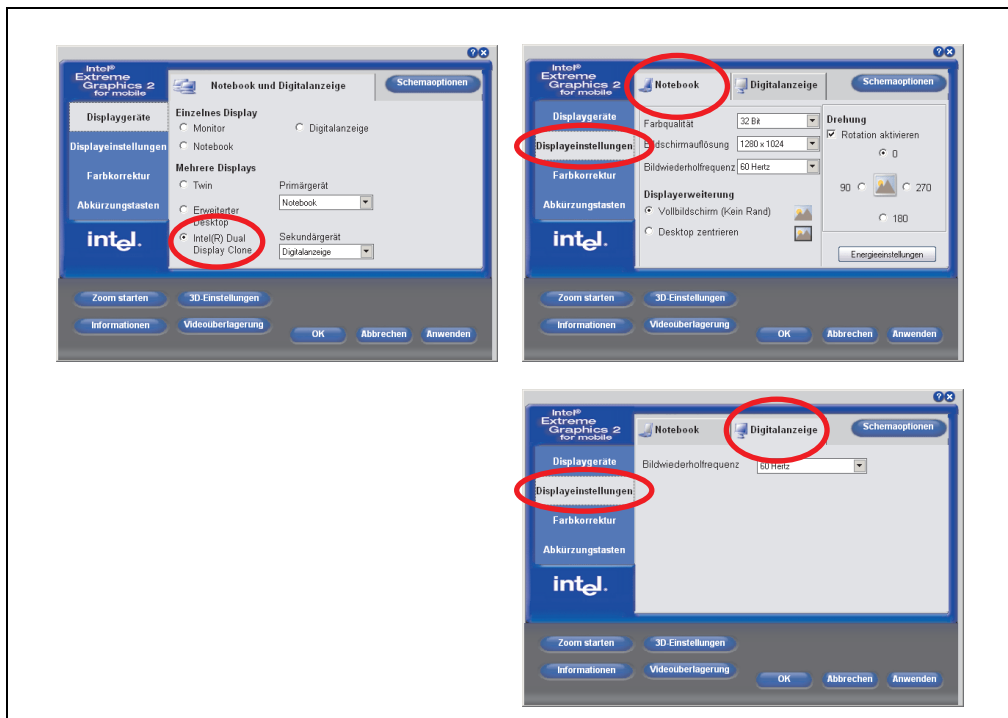 Intel®
Extreme
Graphics 2
for mobile
Displaygeräte
Displayeinstellungen
Farbkorrektur
Abkürzungstasten
intel.
Notebook und Digitalanzeige
Schemaoptionen
Einzelnes Display
Monitor
Digitalanzeige
Notebook
Mehrere Displays
Twin
Primärgerät
Erweiterter
Desktop
Notebook
Intel(R) Dual
Display Clone
Sekundärgerät
Digitalanzeige
Zoom starten
3D-Einstellungen
Informationen
Videoüberlagerung
OK
Abbrechen
Anwenden
Intel®
Extreme
Graphics 2
for mobile
Displaygeräte
Displayeinstellungen
Farbkorrektur
Abkürzungstasten
intel.
Notebook
Digitalanzeige
Schemaoptionen
Farbqualität
32 Bit
Bildschirmauflösung
1280 x 1024
Bildwiederholfrequenz
60 Hertz
Displayerweiterung
Vollbildschirm (Kein Rand)
Desktop zentrieren
Drehung
Rotation aktivieren
0
90
270
180
Energieeinstellungen
Zoom starten
3D-Einstellungen
Informationen
Videoüberlagerung
OK
Abbrechen
Anwenden
Intel®
Extreme
Graphics 2
for mobile
Displaygeräte
Displayeinstellungen
Farbkorrektur
Abkürzungstasten
intel.
Notebook
Digitalanzeige
Schemaoptionen
Bildwiederholfrequenz
60 Hertz
Zoom starten
3D-Einstellungen
Informationen
Videoüberlagerung
OK
Abbrechen
Anwenden